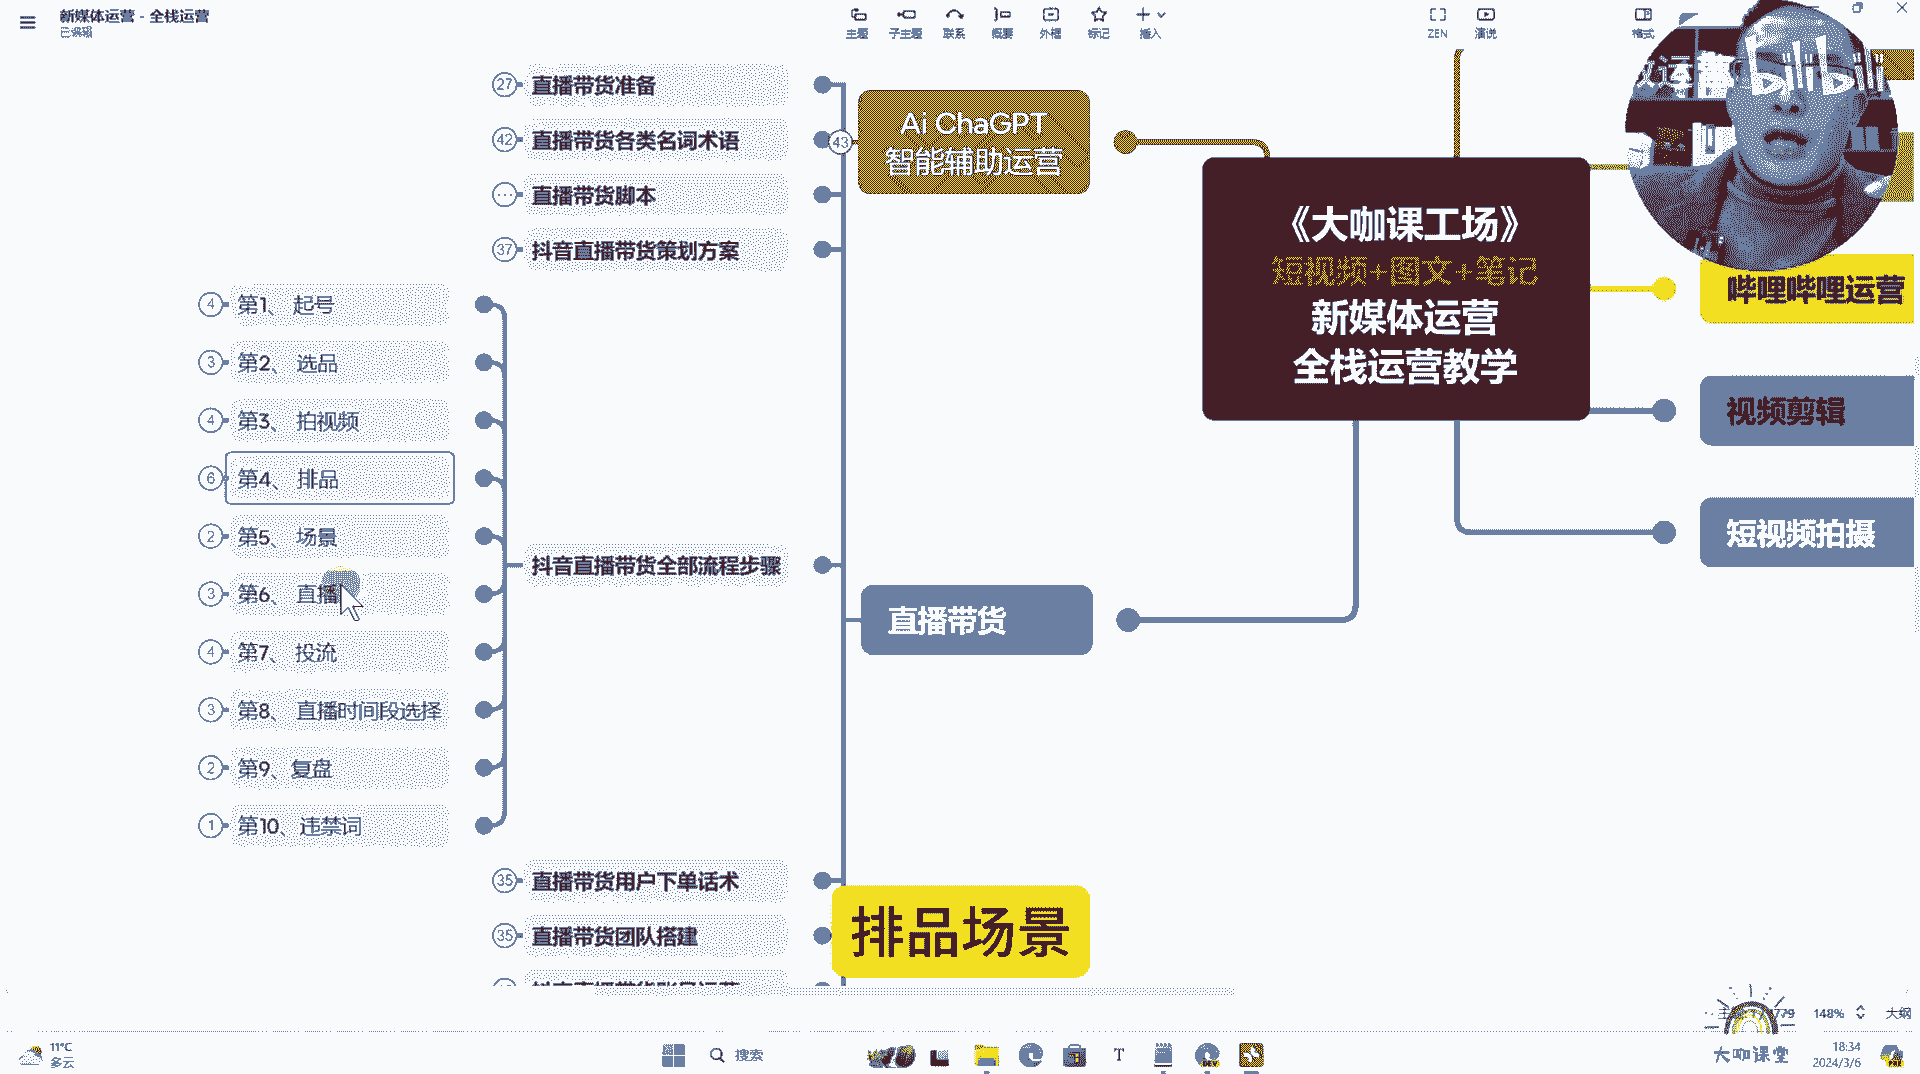 新媒体运营 - 全栈运营
已编辑
主题
子主题
联系
概要
外框
标记
插入
ZEN
演说
格式
bilibili
27
直播带货准备
42
直播带货各类名词术语
直播带货脚本
37
抖音直播带货策划方案
43
Ai ChaGPT
智能辅助运营
《大咖课工场》
短视频+图文+笔记
新媒体运营
全栈运营教学
哔哩哔哩运营
视频剪辑
短视频拍摄
4
第1、 起号
3
第2、 选品
4
第3、 拍视频
6
第4、 排品
2
第5、 场景
3
第6、 直播
4
第7、 投流
3
第8、 直播时间段选择
2
第9、复盘
1
第10、违禁词
抖音直播带货全部流程步骤
直播带货
35
直播带货用户下单话术
35
直播带货团队搭建
排品场景
148%
大纲
11°C
多云
搜索
大咖课堂
18:34
2024/3/6